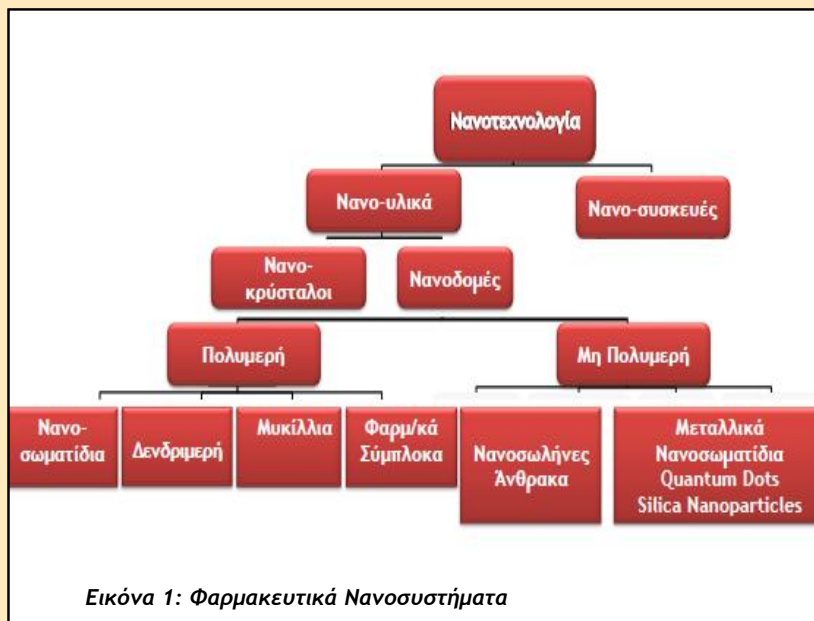 Νανοτεχνολογία
Νανο-υλικά
Νανο-συσκευές
Νανο-
κρύσταλοι
Νανοδομές
Πολυμερή
Μη Πολυμερή
Νανο-
σωματίδια
Δενδριμερή
Μυκίλλια
Φαρμ/κά
Σύμπλοκα
Νανοσωλήνες
Άνθρακα
Μεταλλικά
Νανοσωματίδια
Quantum Dots
Silica Nanoparticles
Εικόνα 1: Φαρμακευτικά Νανοσυστήματα